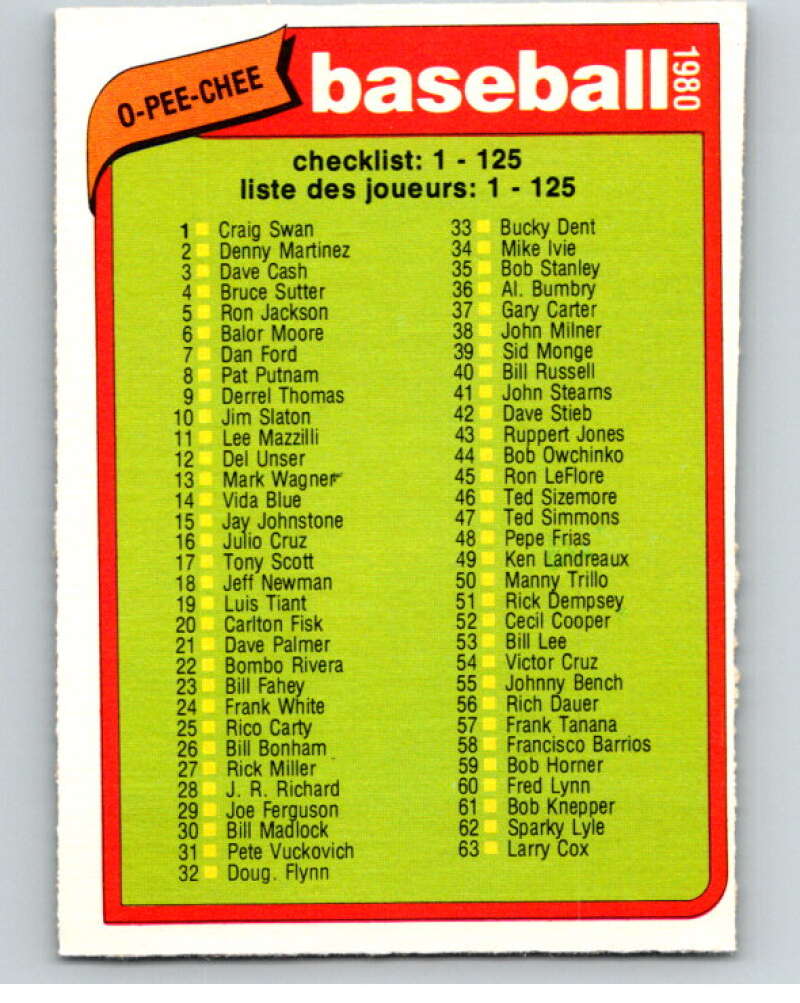 O-PEE-CHEE
baseball
1980
checklist: 1 - 125
liste des joueurs: 1 - 125
1 Craig Swan
2 Denny Martinez
3 Dave Cash
4 Bruce Sutter
5 Ron Jackson
6 Balor Moore
7 Dan Ford
8 Pat Putnam
9 Derrel Thomas
10 Jim Slaton
11 Lee Mazzilli
12 Del Unser
13 Mark Wagner
14 Vida Blue
15 Jay Johnstone
16 Julio Cruz
17 Tony Scott
18 Jeff Newman
19 Luis Tiant
20 Carlton Fisk
21 Dave Palmer
22 Bombo Rivera
23 Bill Fahey
24 Frank White
25 Rico Carty
26 Bill Bonham
27 Rick Miller
28 J. R. Richard
29 Joe Ferguson
30 Bill Madlock
31 Pete Vuckovich
32 Doug. Flynn
33 Bucky Dent
34 Mike Ivie
35 Bob Stanley
36 Al. Bumbry
37 Gary Carter
38 John Milner
39 Sid Monge
40 Bill Russell
41 John Stearns
42 Dave Stieb
43 Ruppert Jones
44 Bob Owchinko
45 Ron LeFlore
46 Ted Sizemore
47 Ted Simmons
48 Pepe Frias
49 Ken Landreaux
50 Manny Trillo
51 Rick Dempsey
52 Cecil Cooper
53 Bill Lee
54 Victor Cruz
55 Johnny Bench
56 Rich Dauer
57 Frank Tanana
58 Francisco Barrios
59 Bob Horner
60 Fred Lynn
61 Bob Knepper
62 Sparky Lyle
63 Larry Cox